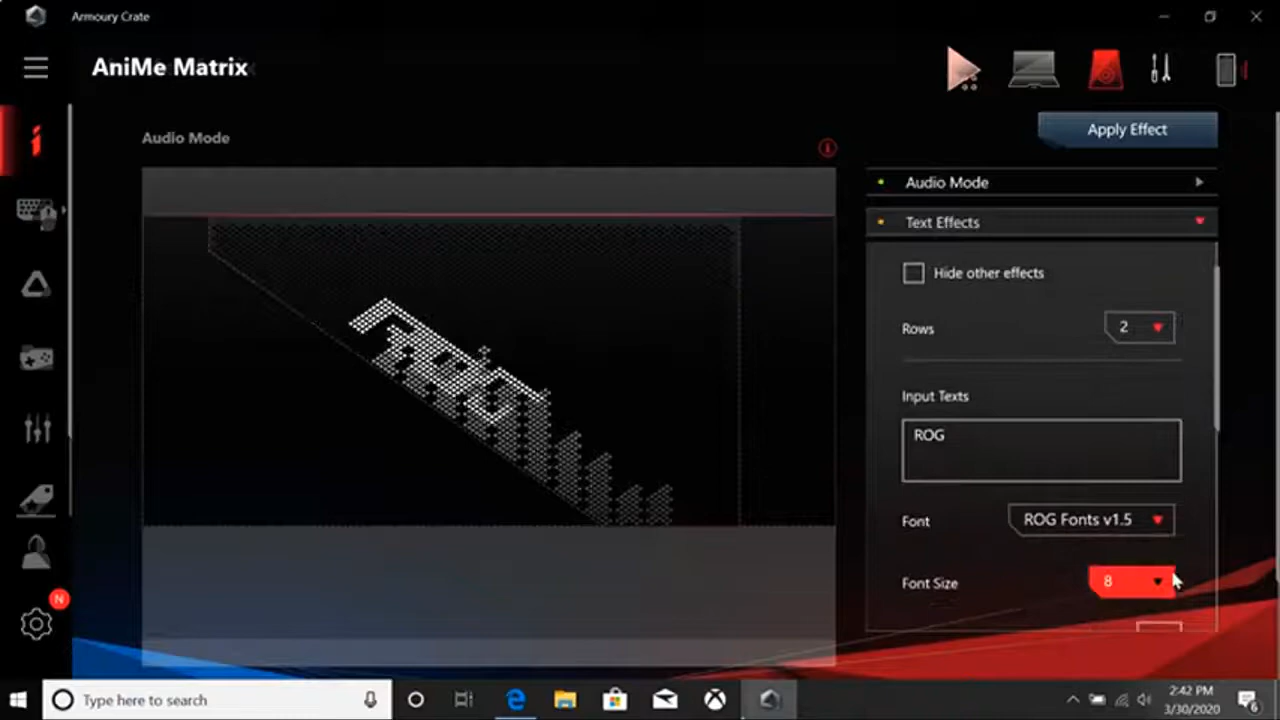 Armoury Crate
AniMe Matrix
Audio Mode
Apply Effect
Audio Mode
Text Effects
Hide other effects
Rows
2
Input Texts
ROG
Font
ROG Fonts v1.5
Font Size
8
N
Type here to search
2:42 PM
3/30/2020
6